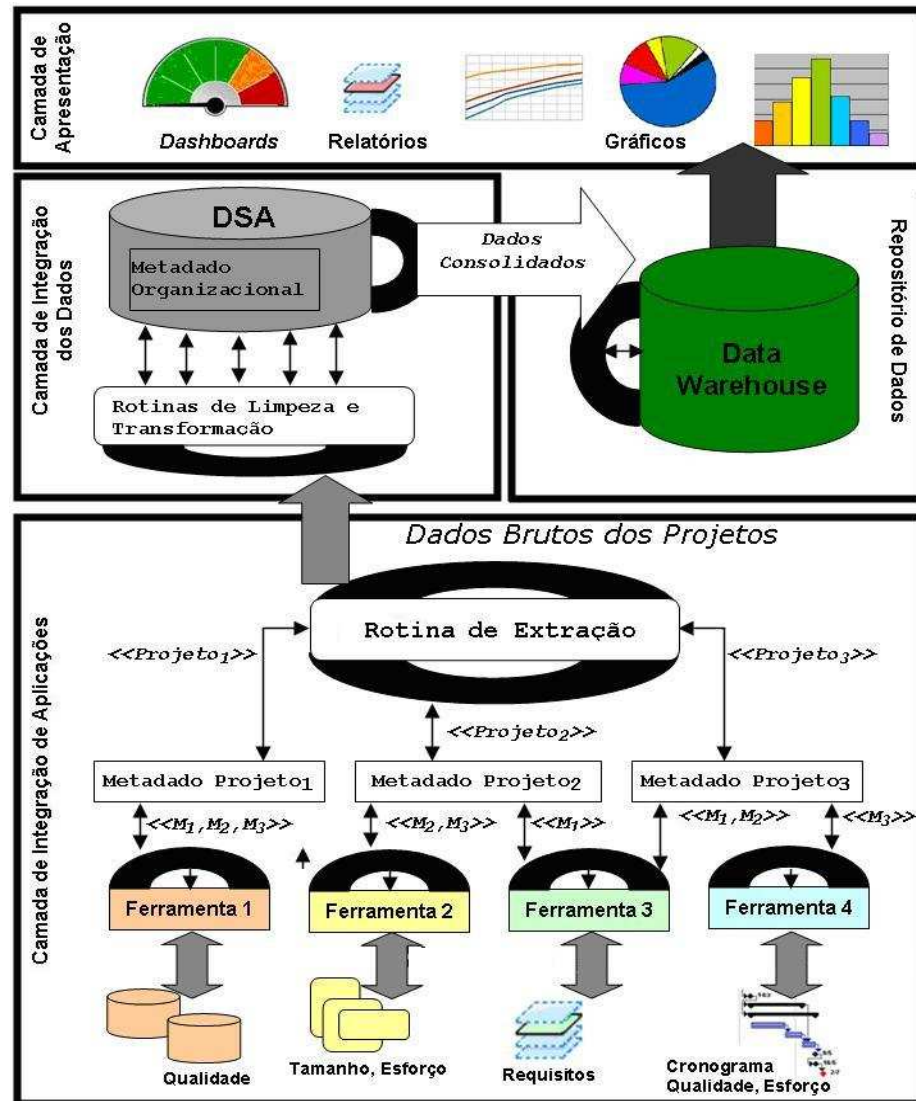 Camada de
Apresentação
Dashboards
Relatórios
Gráficos
Camada de Integração
dos Dados
DSA
Metadado
Organizacional
Rotinas de Limpeza e
Transformação
Dados
Consolidados
Repositório de Dados
Data
Warehouse
Camada de Integração de Aplicações
Dados Brutos dos Projetos
Rotina de Extração
<<Projeto1>>
<<Projeto3>>
<<Projeto2>>
Metadado Projeto1
Metadado Projeto2
Metadado Projeto3
<<M1,M2,M3>>
<<M2,M3>>
<<M1>>
<<M1,M2>>
<<M3>>
Ferramenta 1
Ferramenta 2
Ferramenta 3
Ferramenta 4
Qualidade
Tamanho, Esforço
Requisitos
Cronograma
Qualidade, Esforço